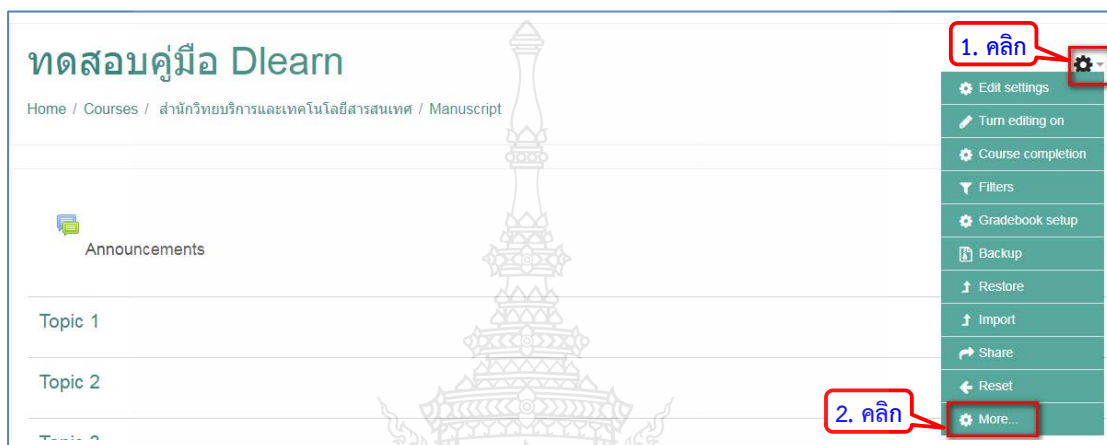 ทดสอบคู่มือ Dlearn
1. คลิก
Home / Courses / สำนักวิทยบริการและเทคโนโลยีสารสนเทศ / Manuscript
Edit settings
Turn editing on
Course completion
Filters
Gradebook setup
Backup
Restore
Import
Share
Reset
More...
2. คลิก
Announcements
Topic 1
Topic 2
Topic 3